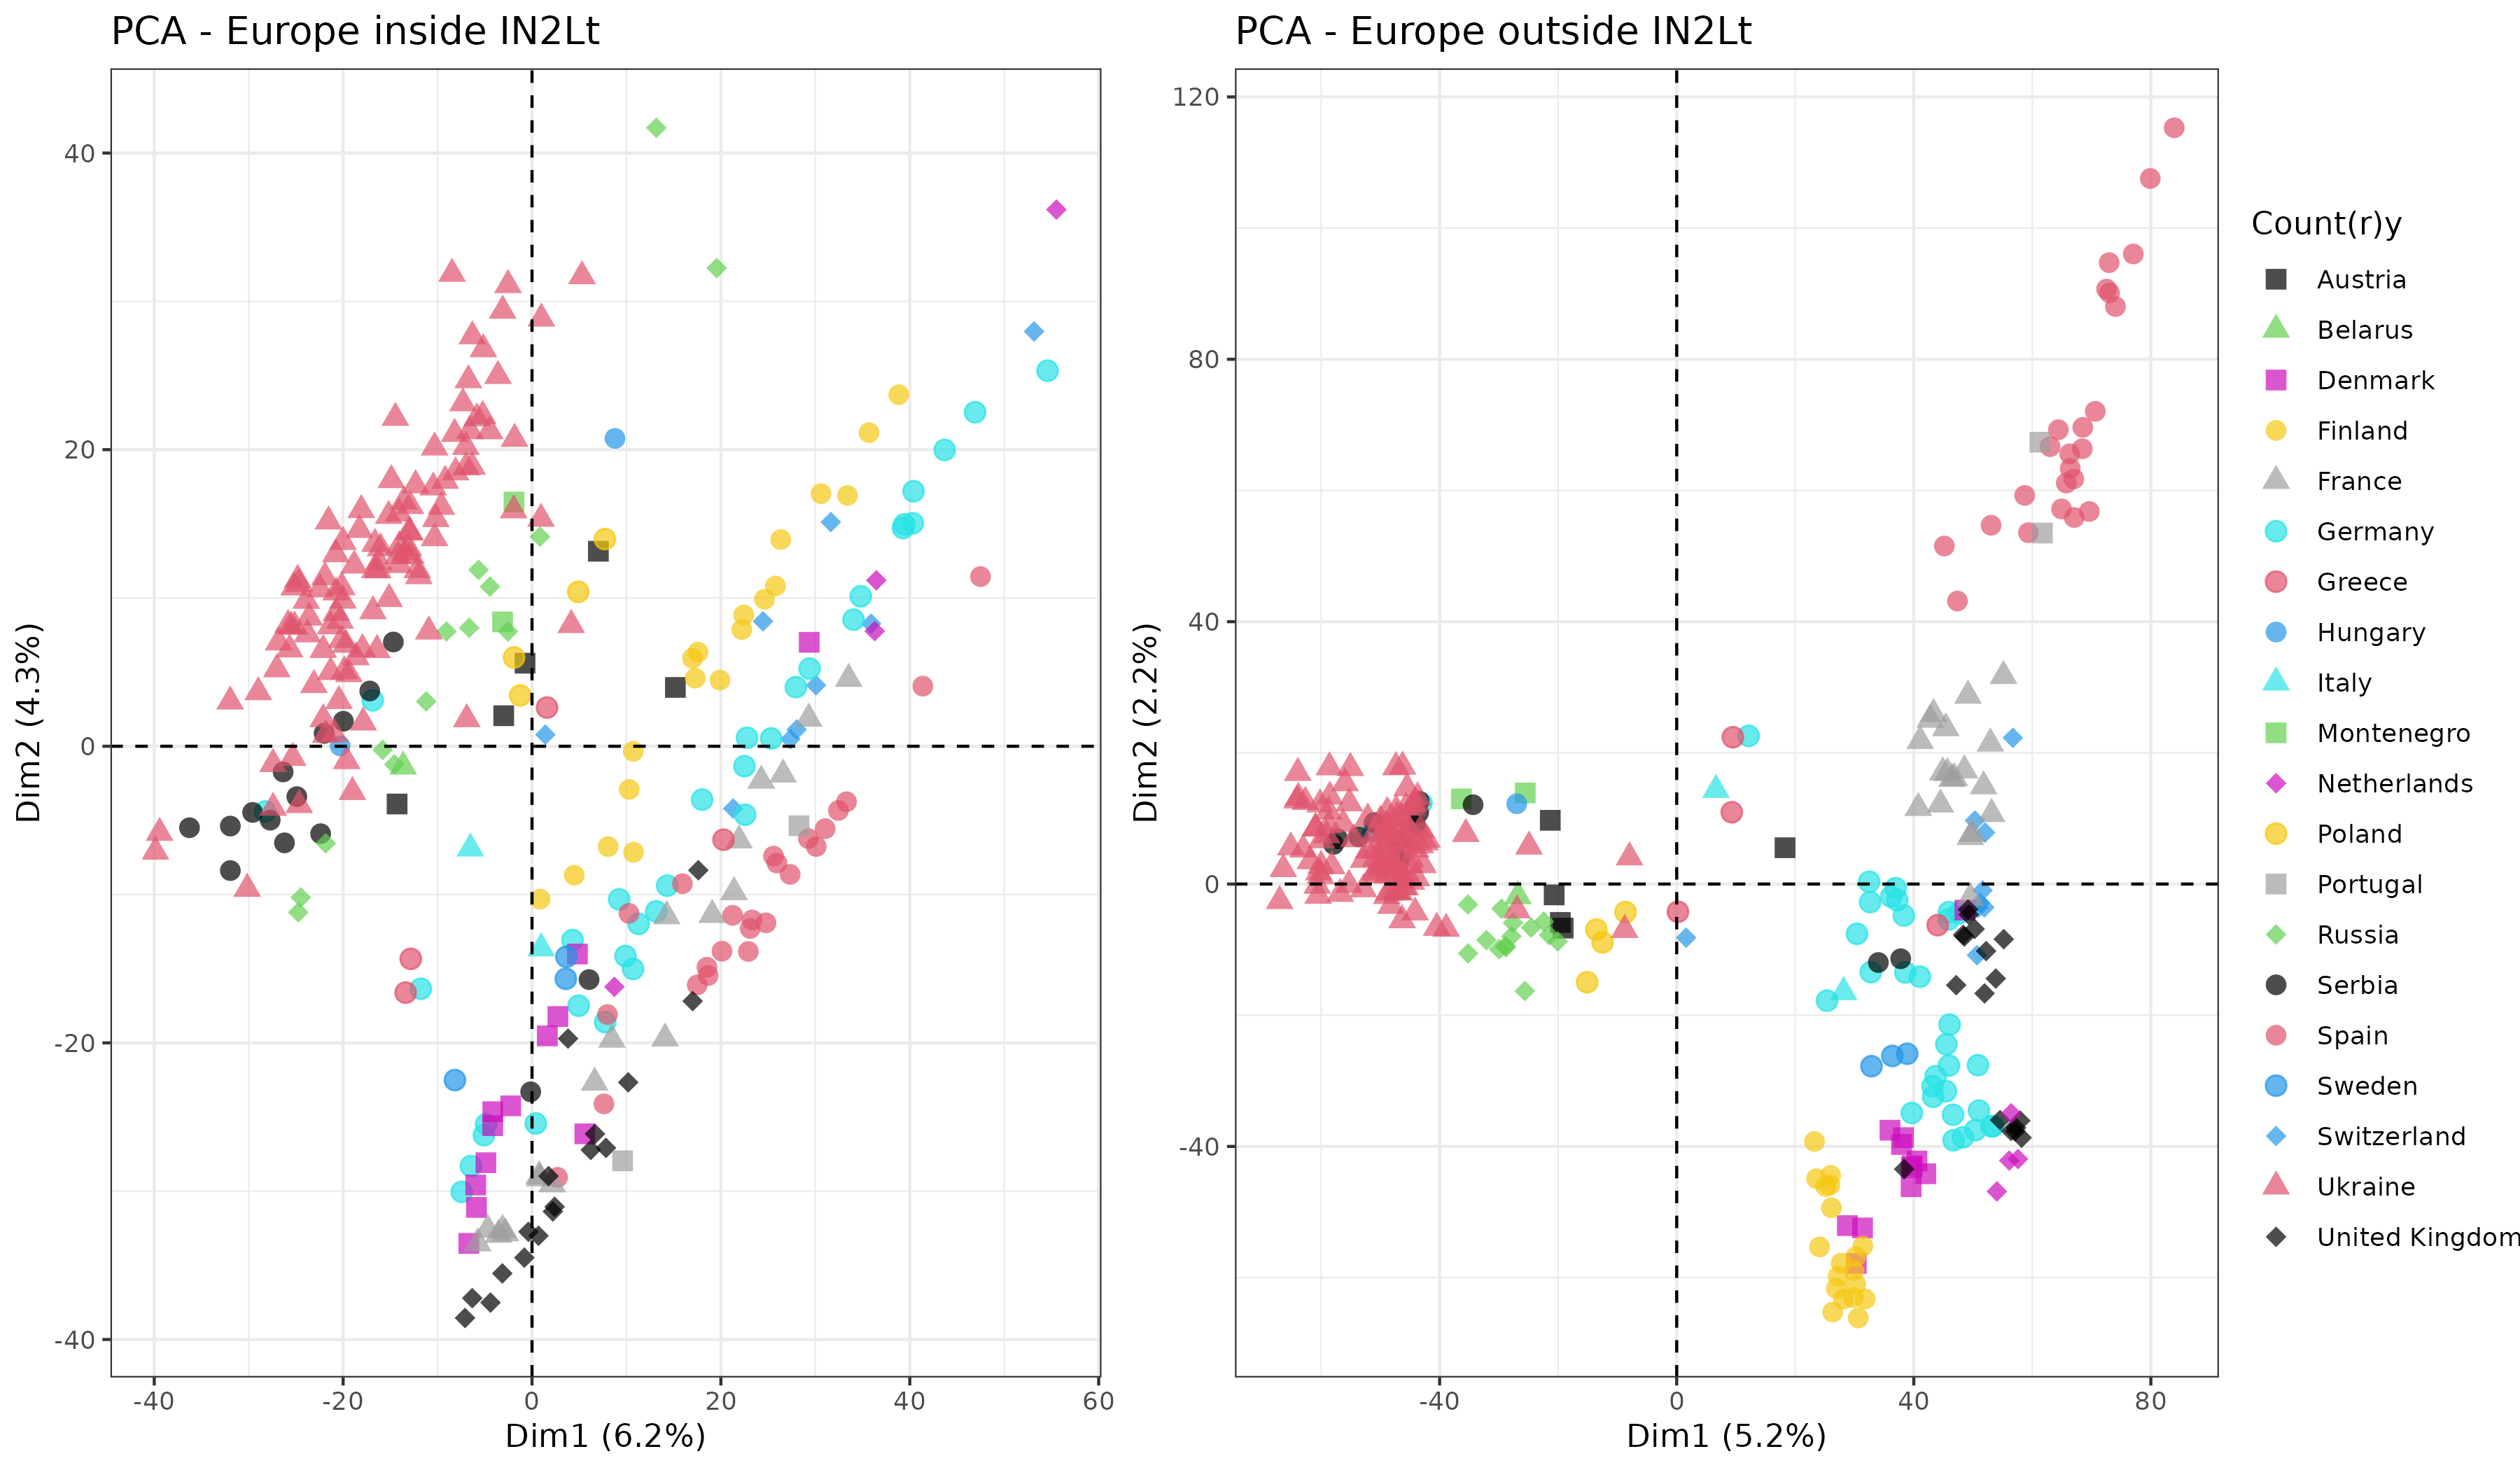 PCA - Europe inside IN2Lt
40
20
0
-20
-40
Dim2 (4.3%)
-40
-20
0
20
40
60
Dim1 (6.2%)
PCA - Europe outside IN2Lt
120
80
40
0
-40
Dim2 (2.2%)
-40
0
40
80
Dim1 (5.2%)
Count(r)y
Austria
Belarus
Denmark
Finland
France
Germany
Greece
Hungary
Italy
Montenegro
Netherlands
Poland
Portugal
Russia
Serbia
Spain
Sweden
Switzerland
Ukraine
United Kingdom